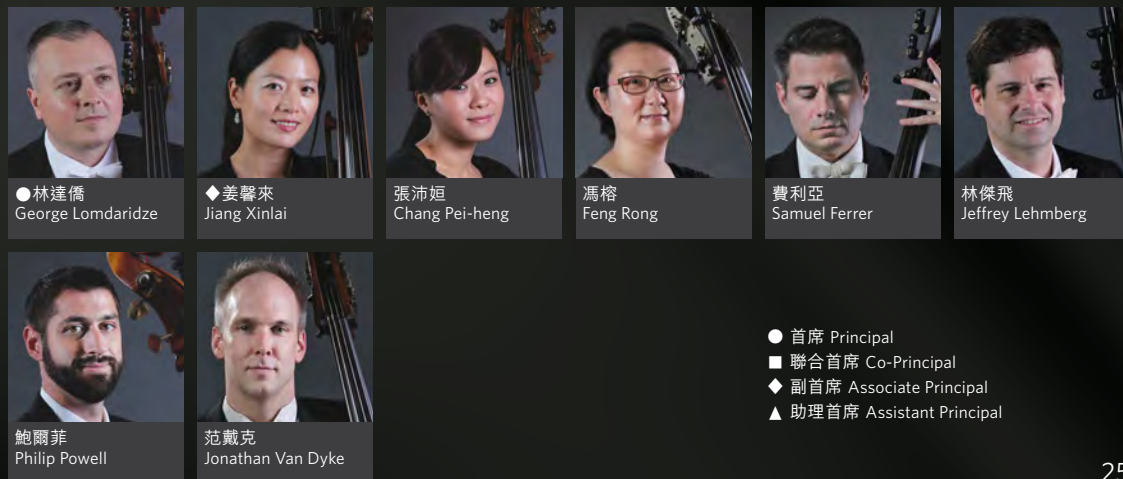 ●林達僑
George Lomdaridze
◆姜馨來
Jiang Xinlai
張沛姮
Chang Pei-heng
馮榕
Feng Rong
費利亞
Samuel Ferrer
林傑飛
Jeffrey Lehmberg
鮑爾菲
Philip Powell
范戴克
Jonathan Van Dyke
● 首席 Principal
■ 聯合首席 Co-Principal
◆ 副首席 Associate Principal
▲ 助理首席 Assistant Principal
25